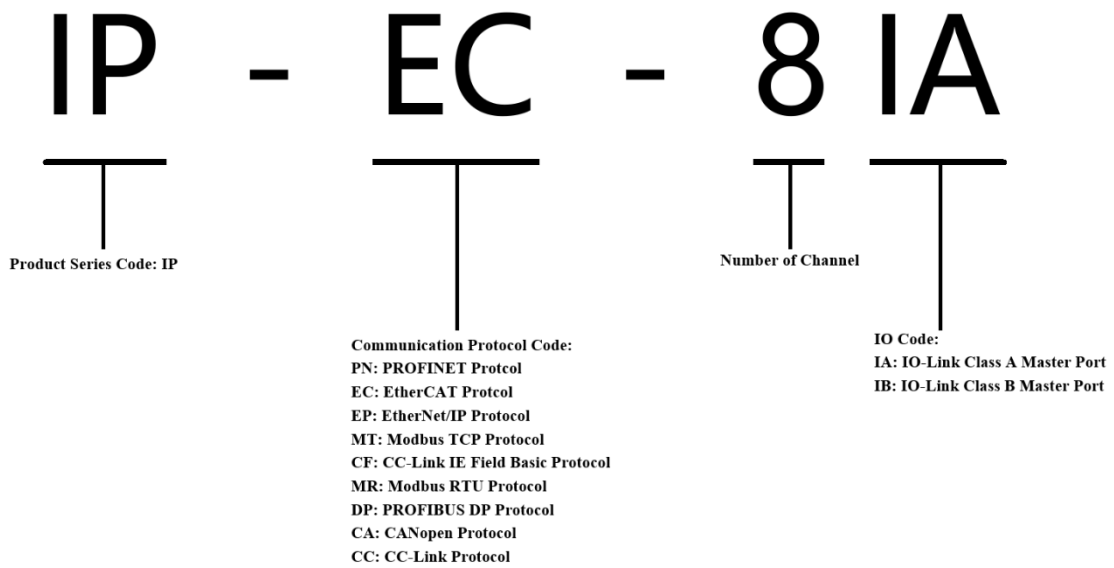 IP - EC - 8 IA
Product Series Code: IP
Number of Channel
Communication Protocol Code:
PN: PROFINET Protcol
EC: EtherCAT Protcol
EP: EtherNet/IP Protocol
MT: Modbus TCP Protocol
CF: CC-Link IE Field Basic Protocol
MR: Modbus RTU Protocol
DP: PROFIBUS DP Protocol
CA: CANopen Protocol
CC: CC-Link Protocol
IO Code:
IA: IO-Link Class A Master Port
IB: IO-Link Class B Master Port